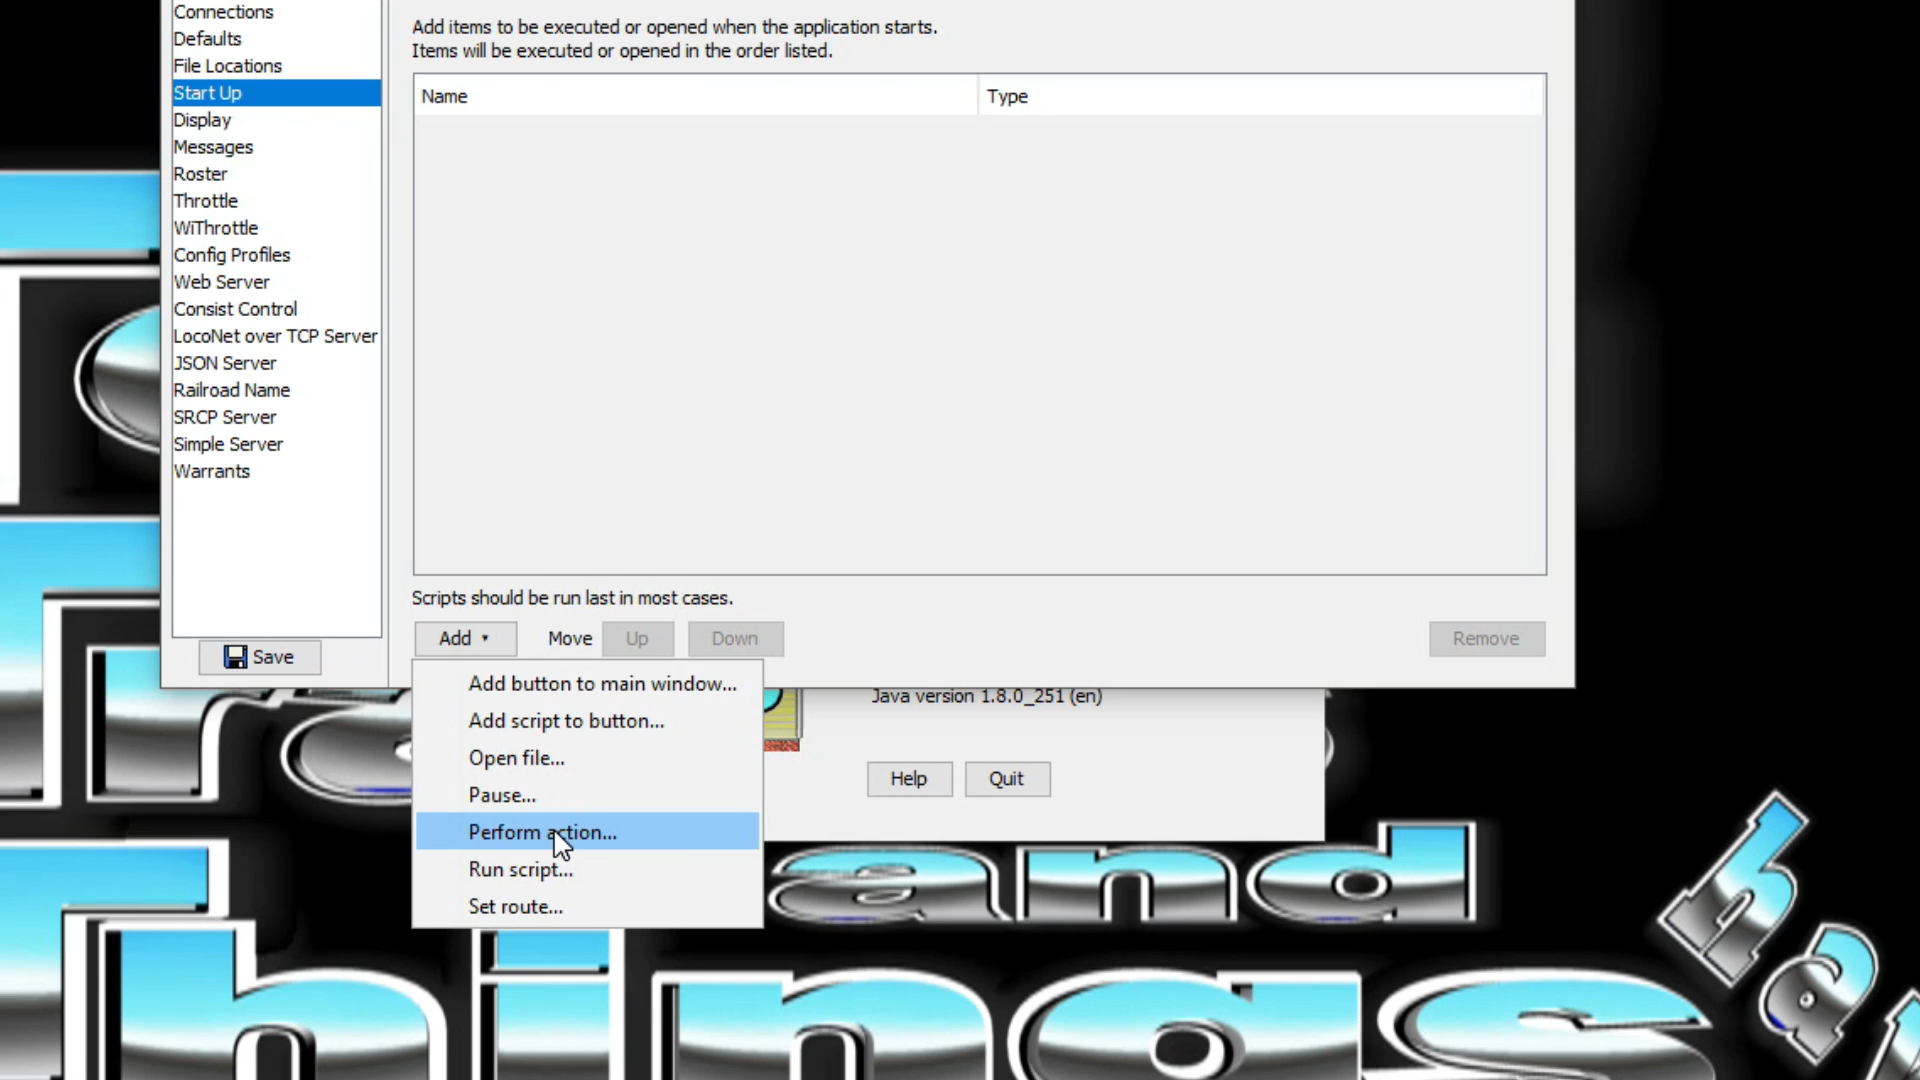 Connections
Defaults
File Locations
Start Up
Display
Messages
Roster
Throttle
WiThrottle
Config Profiles
Web Server
Consist Control
LocoNet over TCP Server
JSON Server
Railroad Name
SRCP Server
Simple Server
Warrants
Save
Add items to be executed or opened when the application starts.
Items will be executed or opened in the order listed.
Name Type
Scripts should be run last in most cases.
Add Move Up Down Remove
Add button to main window...
Add script to button...
Open file...
Pause...
Perform action...
Run script...
Set route...
Java version 1.8.0_251 (en)
Help Quit
and
things